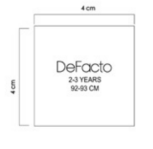 4 cm
4 cm
DeFacto
2-3 YEARS
92-93 CM